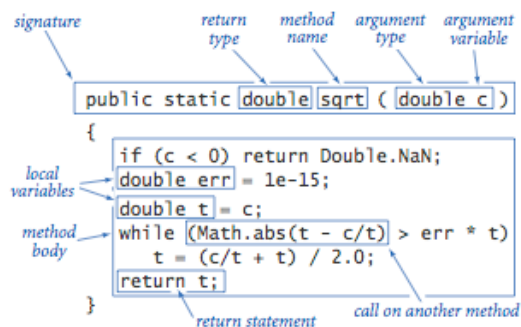 signature
return type
method name
argument type
argument variable
public static double sqrt ( double c )
{
if (c < 0) return Double.NaN;
local variables
double err = 1e-15;
double t = c;
method body
while (Math.abs(t - c/t) > err * t)
t = (c/t + t) / 2.0;
return t;
}
call on another method
return statement